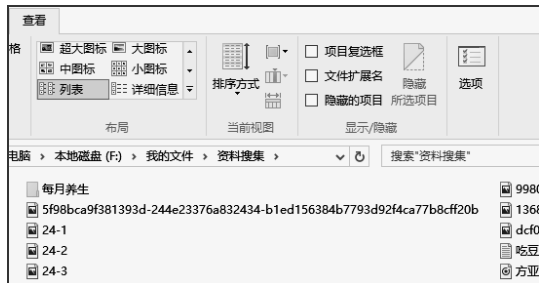 查看
格 超大图标 大图标
中图标 小图标
列表 详细信息
布局
排序方式
当前视图
项目复选框
文件扩展名
隐藏的项目
隐藏
所选项目
显示/隐藏
选项
电脑 > 本地磁盘 (F:) > 我的文件 > 资料搜集 >
搜索"资料搜集"
每月养生
5f98bca9f381393d-244e23376a832434-b1ed156384b7793d92f4ca77b8cff20b
24-1
24-2
24-3
9980
1368
dcf0
吃豆
方亚